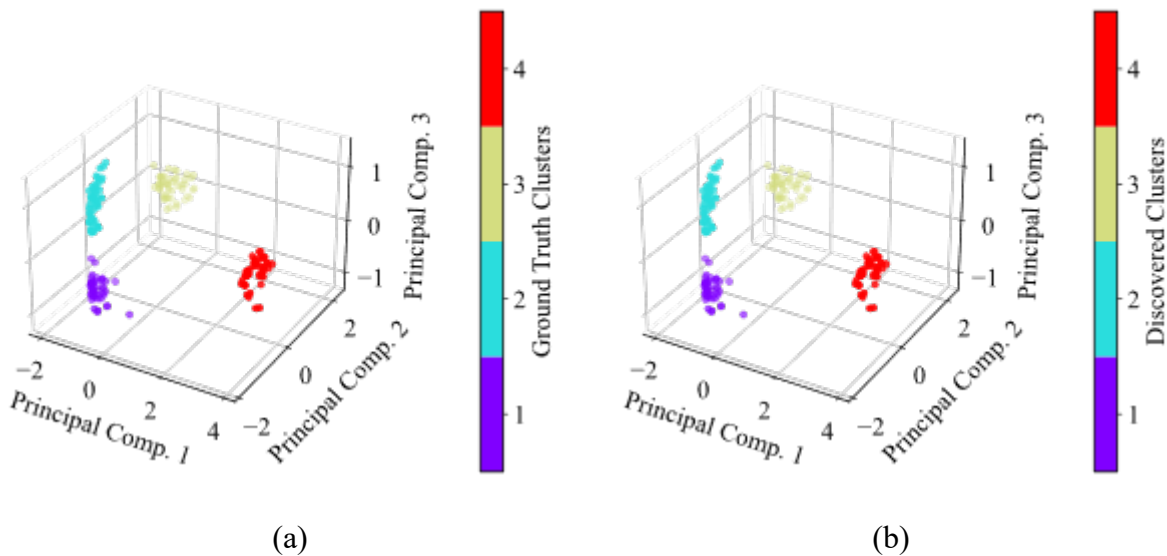 4
3
2
1
Ground Truth Clusters
1
0
−1
Principal Comp. 3
2
0
−2
Principal Comp. 2
−2
0
2
4
Principal Comp. 1
(a)
4
3
2
1
Discovered Clusters
1
0
−1
Principal Comp. 3
2
0
−2
Principal Comp. 2
−2
0
2
4
Principal Comp. 1
(b)